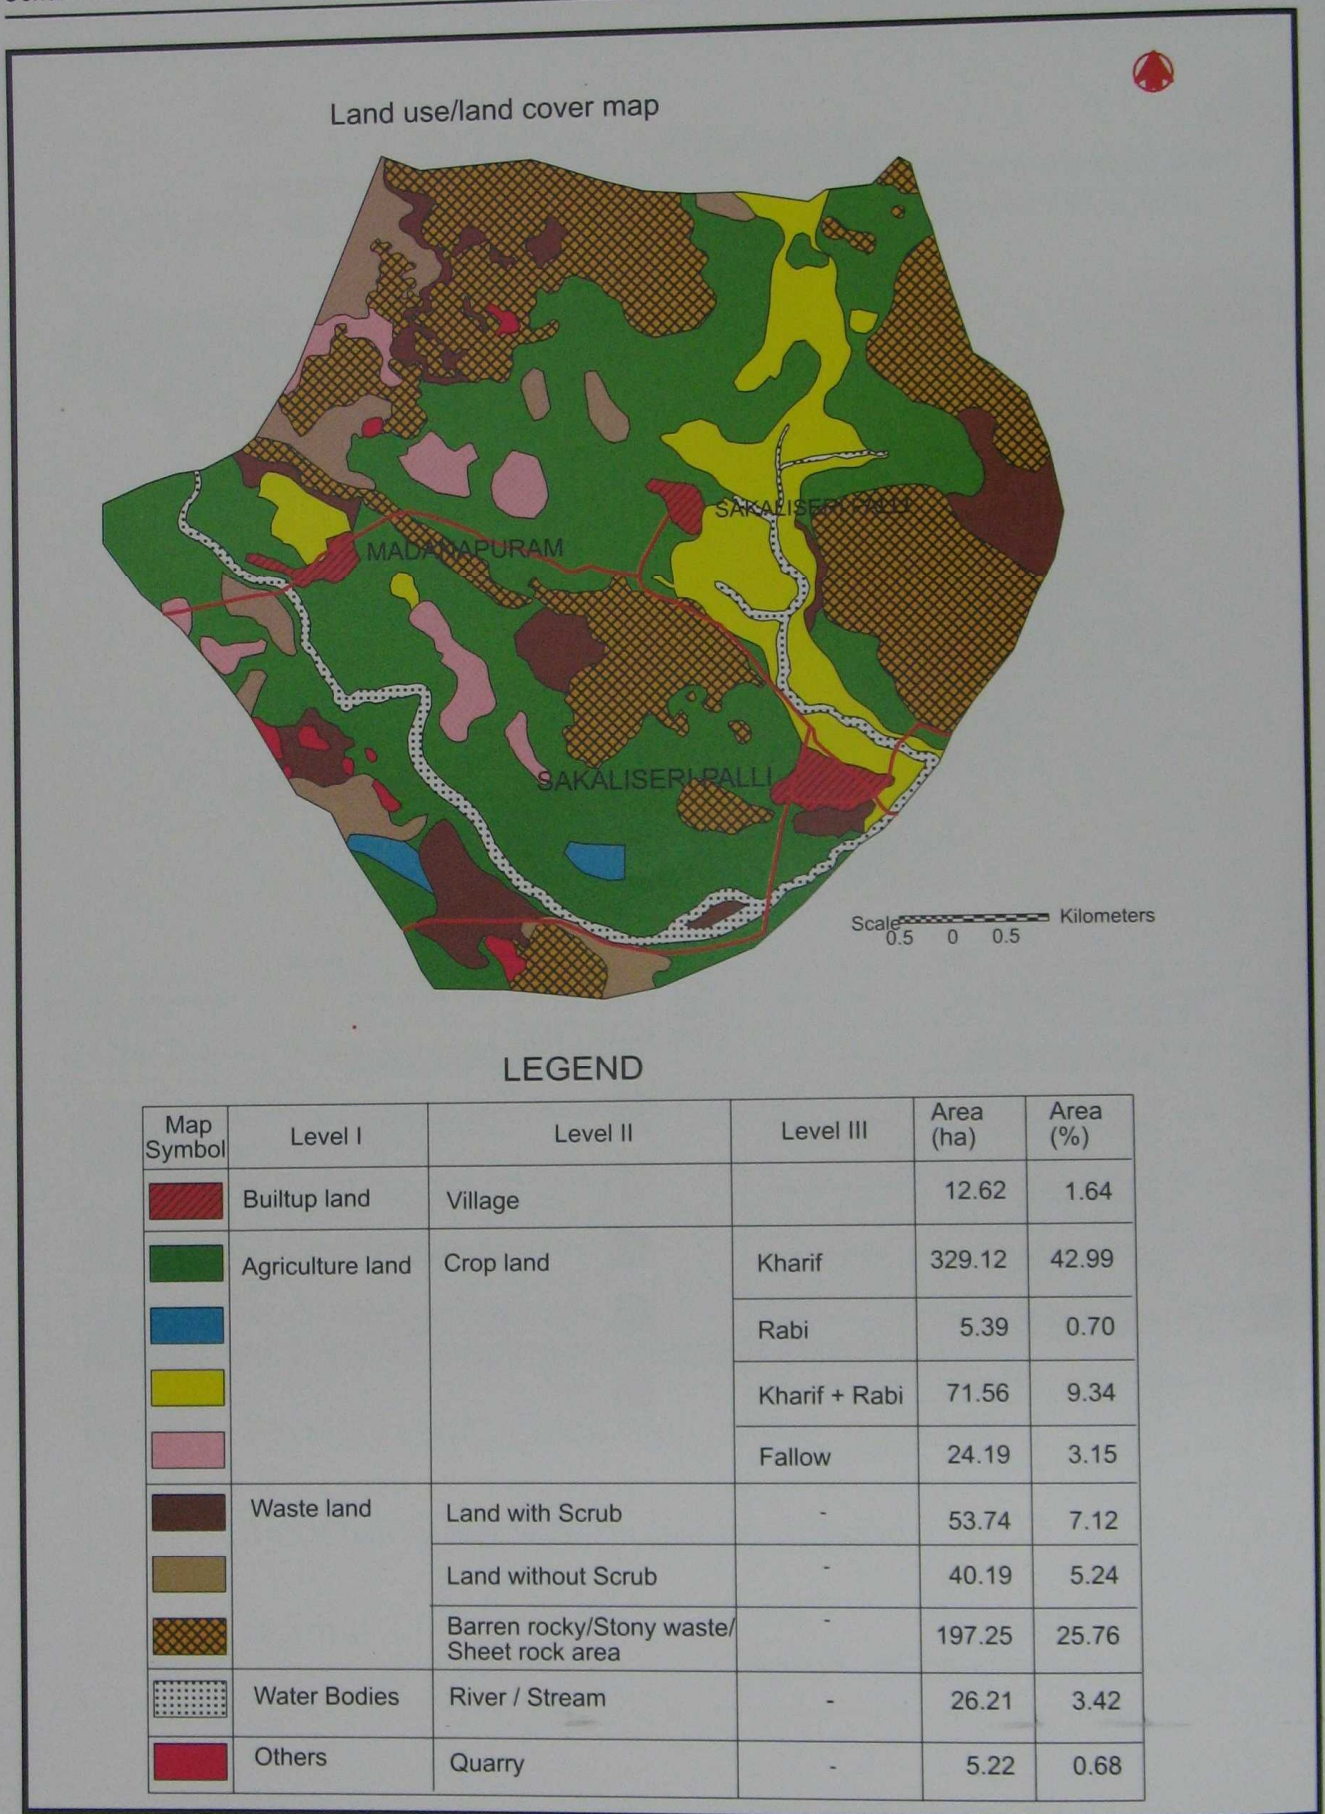 Land use/land cover map
SAKALISERI PALLI
MADANAPURAM
SAKALISERI PALLI
Scale Kilometers
0.5 0 0.5
LEGEND
Map Symbol Level I Level II Level III Area (ha) Area (%)
Builtup land Village 12.62 1.64
Agriculture land Crop land Kharif 329.12 42.99
Rabi 5.39 0.70
Kharif + Rabi 71.56 9.34
Fallow 24.19 3.15
Waste land Land with Scrub - 53.74 7.12
Land without Scrub - 40.19 5.24
Barren rocky/Stony waste/
Sheet rock area - 197.25 25.76
Water Bodies River / Stream - 26.21 3.42
Others Quarry - 5.22 0.68